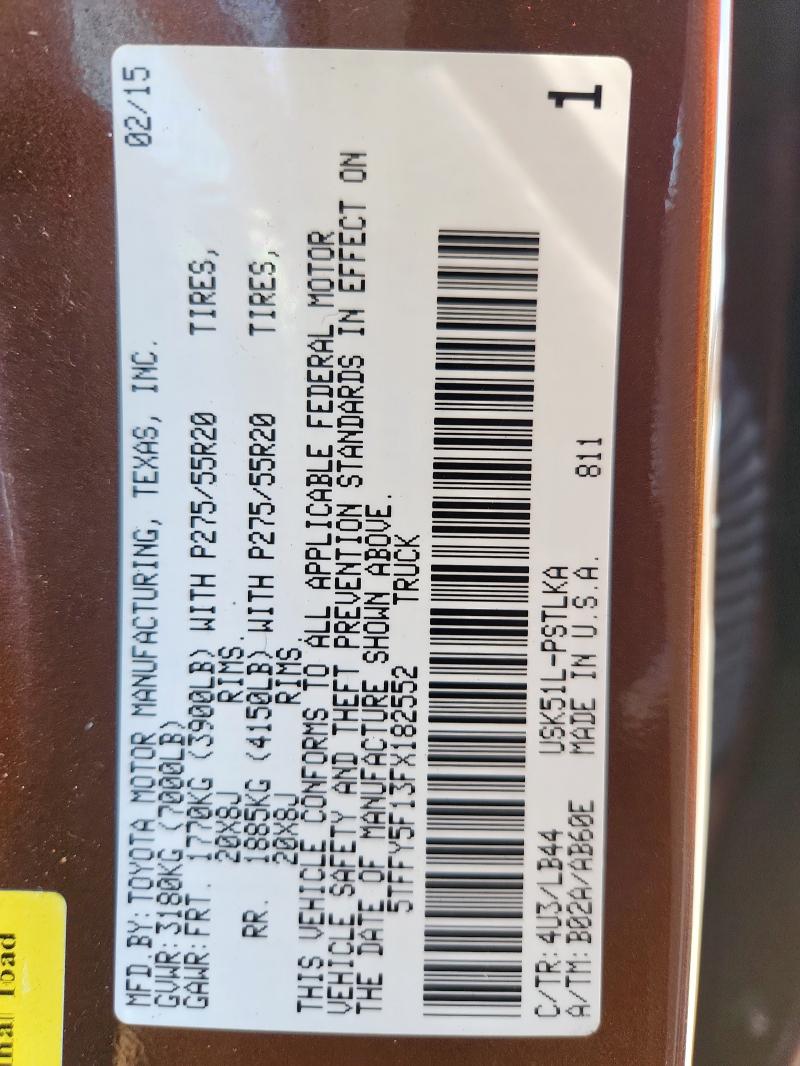 MFD.BY:TOYOTA MOTOR MANUFACTURING, TEXAS, INC. 02/15
GVWR:3180KG (7000LB)
GAWR:FRT. 1770KG (3900LB) WITH P275/55R20 TIRES,
20X8J RIMS.
RR. 1885KG (4150LB) WITH P275/55R20 TIRES,
20X8J RIMS.
THIS VEHICLE CONFORMS TO ALL APPLICABLE FEDERAL MOTOR
VEHICLE SAFETY AND THEFT PREVENTION STANDARDS IN EFFECT ON
THE DATE OF MANUFACTURE SHOWN ABOVE.
5TFFY5F13FX182552 TRUCK
C/TR:4U3/LB44 USK51L-PSTLKA
A/TM:B02A/AB60E MADE IN U.S.A. 811
1
load